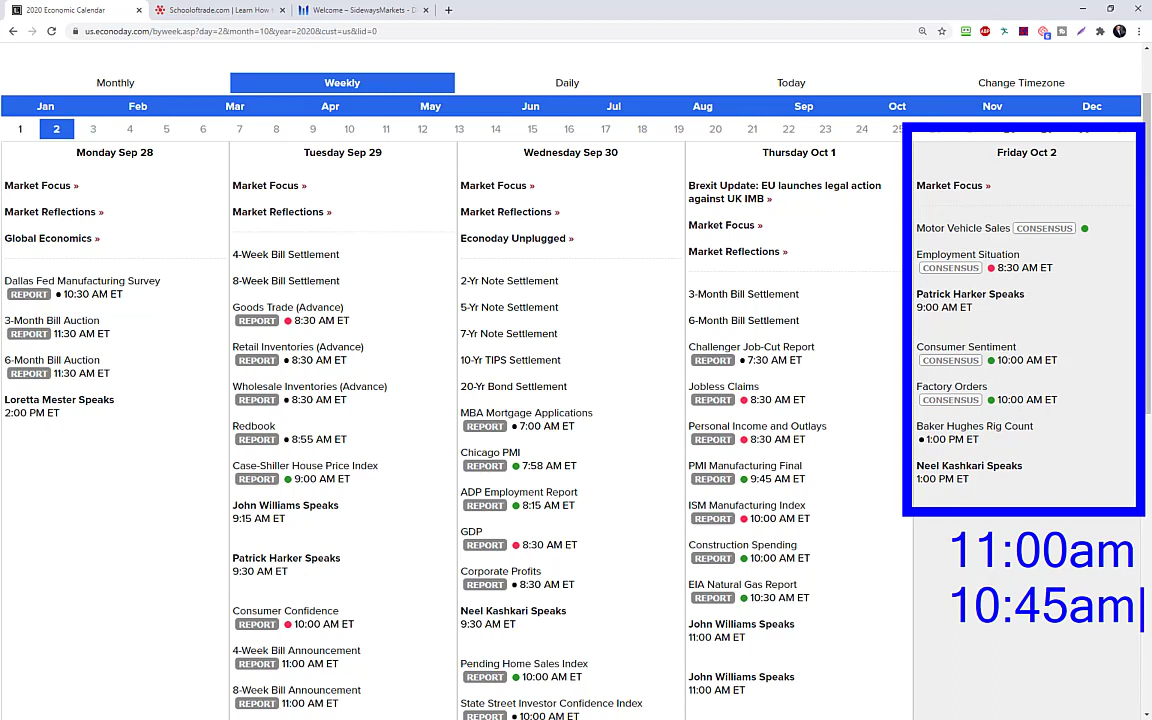 2020 Economic Calendar
Schooloftrade.com | Learn How
Welcome – SidewaysMarkets - D
us.econoday.com/byweek.asp?day=2&month=10&year=2020&cust=us&lid=0
Monthly
Weekly
Daily
Today
Change Timezone
Jan Feb Mar Apr May Jun Jul Aug Sep Oct Nov Dec
1 2 3 4 5 6 7 8 9 10 11 12 13 14 15 16 17 18 19 20 21 22 23 24
Monday Sep 28
Market Focus »
Market Reflections »
Global Economics »
Dallas Fed Manufacturing Survey
REPORT 10:30 AM ET
3-Month Bill Auction
REPORT 11:30 AM ET
6-Month Bill Auction
REPORT 11:30 AM ET
Loretta Mester Speaks
2:00 PM ET
Tuesday Sep 29
Market Focus »
Market Reflections »
4-Week Bill Settlement
8-Week Bill Settlement
Goods Trade (Advance)
REPORT 8:30 AM ET
Retail Inventories (Advance)
REPORT 8:30 AM ET
Wholesale Inventories (Advance)
REPORT 8:30 AM ET
Redbook
REPORT 8:55 AM ET
Case-Shiller House Price Index
REPORT 9:00 AM ET
John Williams Speaks
9:15 AM ET
Patrick Harker Speaks
9:30 AM ET
Consumer Confidence
REPORT 10:00 AM ET
4-Week Bill Announcement
REPORT 11:00 AM ET
8-Week Bill Announcement
REPORT 11:00 AM ET
Wednesday Sep 30
Market Focus »
Market Reflections »
Econoday Unplugged »
2-Yr Note Settlement
5-Yr Note Settlement
7-Yr Note Settlement
10-Yr TIPS Settlement
20-Yr Bond Settlement
MBA Mortgage Applications
REPORT 7:00 AM ET
Chicago PMI
REPORT 7:58 AM ET
ADP Employment Report
REPORT 8:15 AM ET
GDP
REPORT 8:30 AM ET
Corporate Profits
REPORT 8:30 AM ET
Neel Kashkari Speaks
9:30 AM ET
Pending Home Sales Index
REPORT 10:00 AM ET
State Street Investor Confidence Index
REPORT 10:00 AM ET
Thursday Oct 1
Brexit Update: EU launches legal action
against UK IMB »
Market Focus »
Market Reflections »
3-Month Bill Settlement
6-Month Bill Settlement
Challenger Job-Cut Report
REPORT 7:30 AM ET
Jobless Claims
REPORT 8:30 AM ET
Personal Income and Outlays
REPORT 8:30 AM ET
PMI Manufacturing Final
REPORT 9:45 AM ET
ISM Manufacturing Index
REPORT 10:00 AM ET
Construction Spending
REPORT 10:00 AM ET
EIA Natural Gas Report
REPORT 10:30 AM ET
John Williams Speaks
11:00 AM ET
John Williams Speaks
11:00 AM ET
Friday Oct 2
Market Focus »
Motor Vehicle Sales CONSENSUS
Employment Situation
CONSENSUS 8:30 AM ET
Patrick Harker Speaks
9:00 AM ET
Consumer Sentiment
CONSENSUS 10:00 AM ET
Factory Orders
CONSENSUS 10:00 AM ET
Baker Hughes Rig Count
1:00 PM ET
Neel Kashkari Speaks
1:00 PM ET
11:00am
10:45am